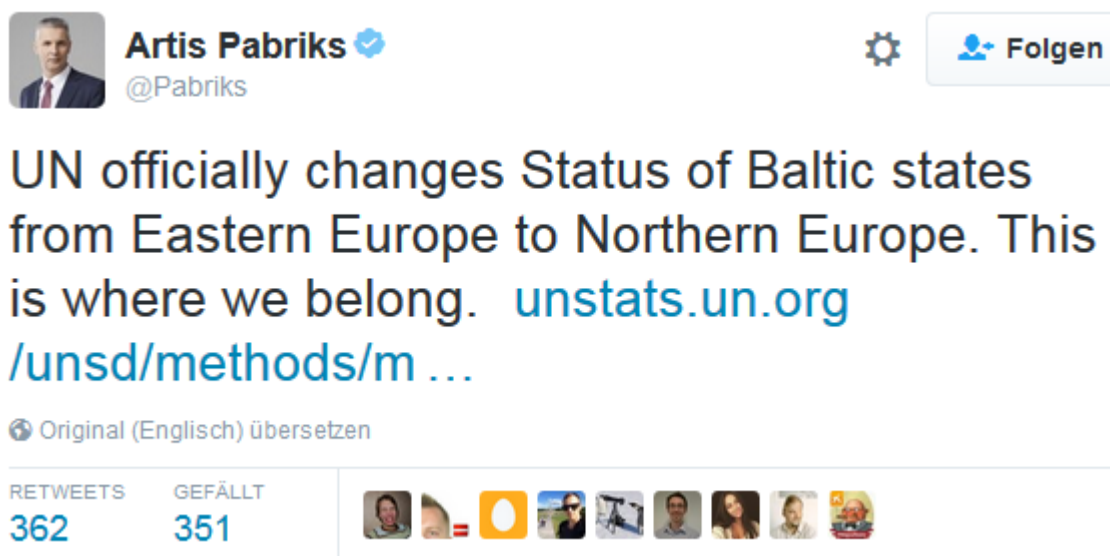 Artis Pabriks
@Pabriks
Folgen
UN officially changes Status of Baltic states
from Eastern Europe to Northern Europe. This
is where we belong. unstats.un.org
/unsd/methods/m…
Original (Englisch) übersetzen
RETWEETS GEFÄLLT
362 351